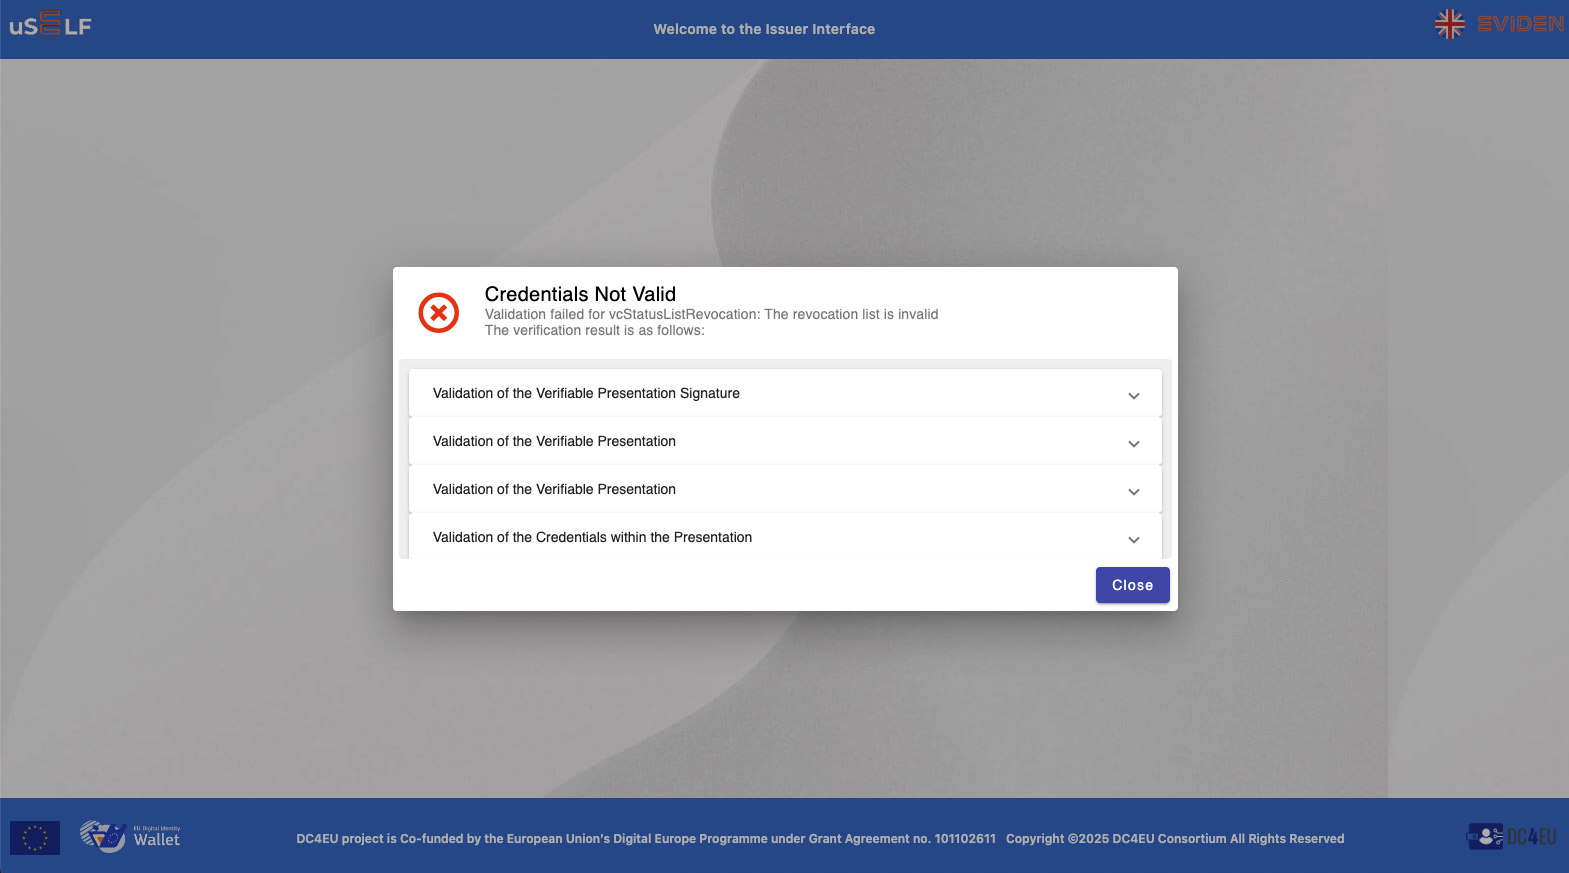 usELF
Welcome to the Issuer Interface
EVIDEN
Credentials Not Valid
Validation failed for vcStatusListRevocation: The revocation list is invalid
The verification result is as follows:
Validation of the Verifiable Presentation Signature
Validation of the Verifiable Presentation
Validation of the Verifiable Presentation
Validation of the Credentials within the Presentation
Close
EU Digital Identity
Wallet
DC4EU project is Co-funded by the European Union's Digital Europe Programme under Grant Agreement no. 101102611 Copyright ©2025 DC4EU Consortium All Rights Reserved
DC4EU